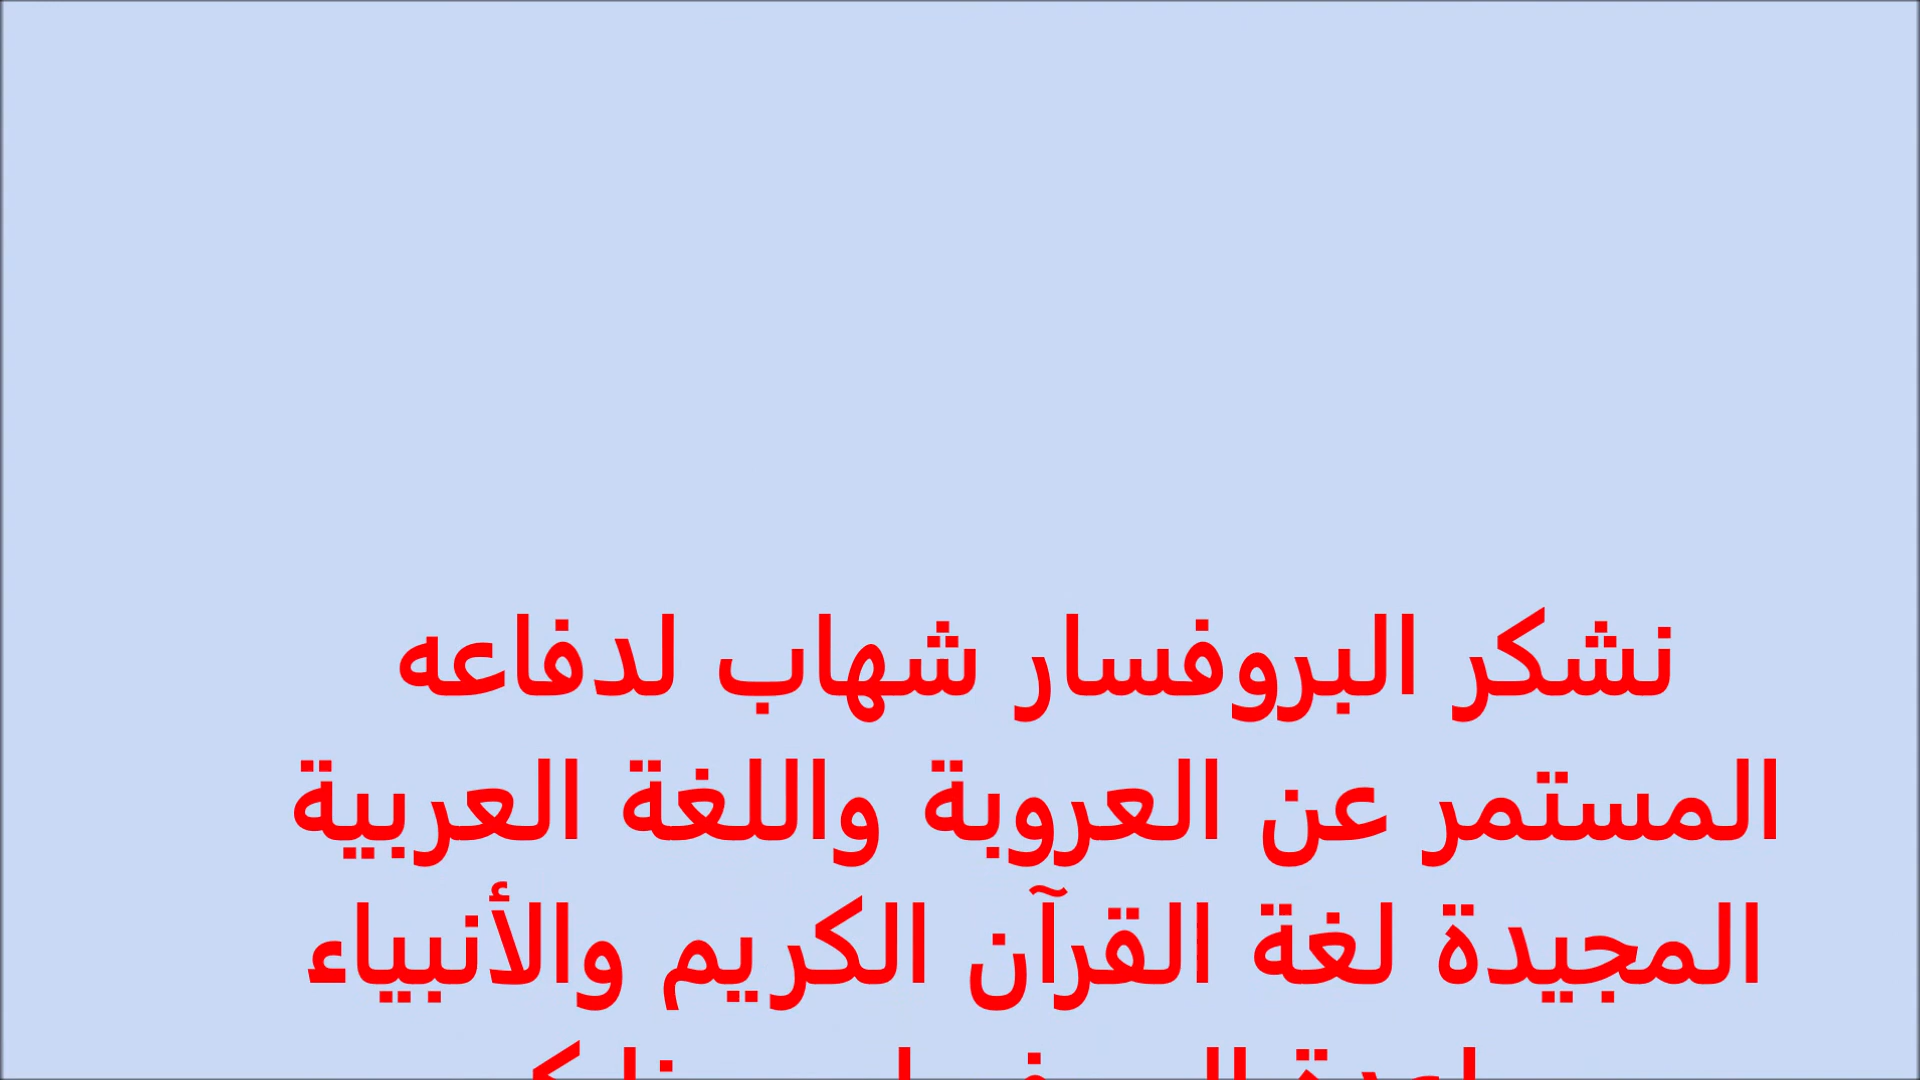 نشكر البروفسار شهاب لدفاعه
المستمر عن العروبة واللغة العربية
المجيدة لغة القرآن الكريم والأنبياء